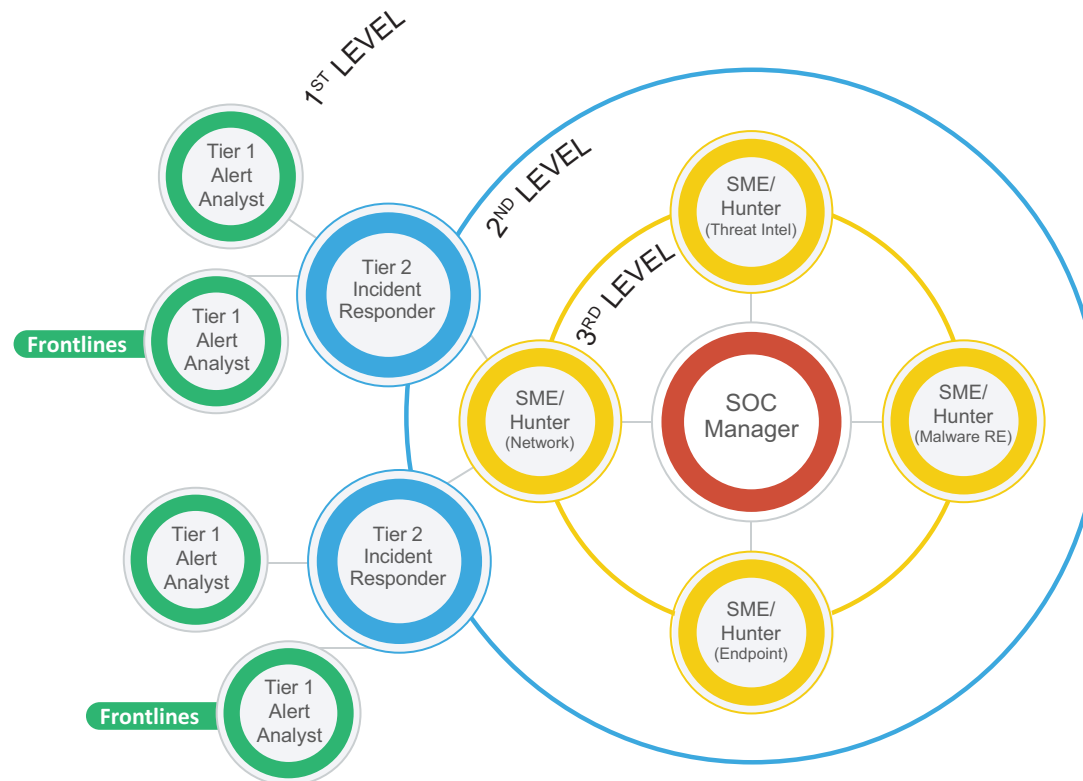 1ST LEVEL
Tier 1
Alert
Analyst
2ND LEVEL
SME/
Hunter
(Threat Intel)
Tier 2
Incident
Responder
3RD LEVEL
Frontlines
Tier 1
Alert
Analyst
SME/
Hunter
(Network)
SOC
Manager
SME/
Hunter
(Malware RE)
Tier 1
Alert
Analyst
Tier 2
Incident
Responder
SME/
Hunter
(Endpoint)
Frontlines
Tier 1
Alert
Analyst